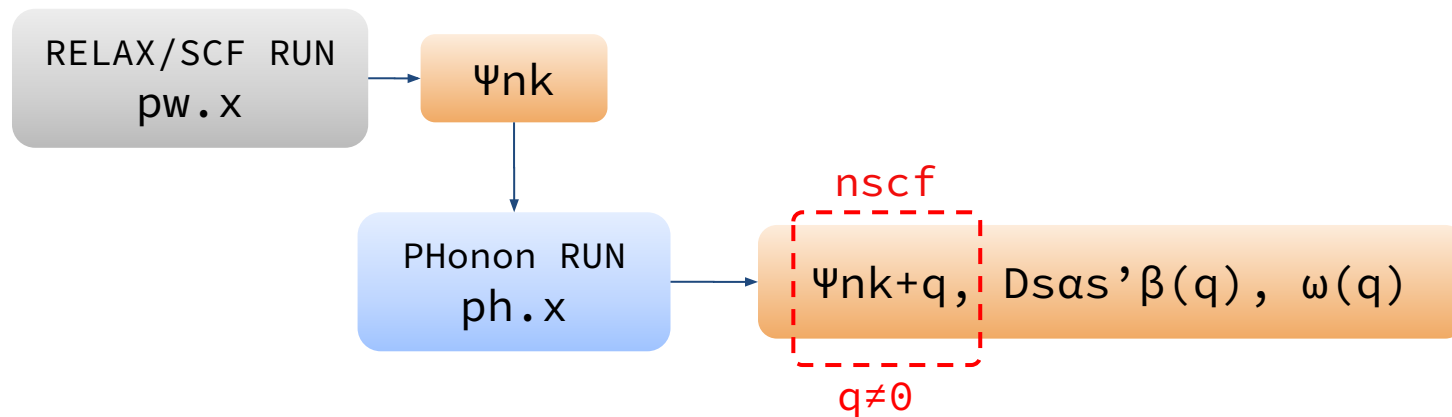 RELAX/SCF RUN
pw.x
Ψnk
nscf
PHonon RUN
ph.x
Ψnk+q, Dsαs’β(q), ω(q)
q≠0